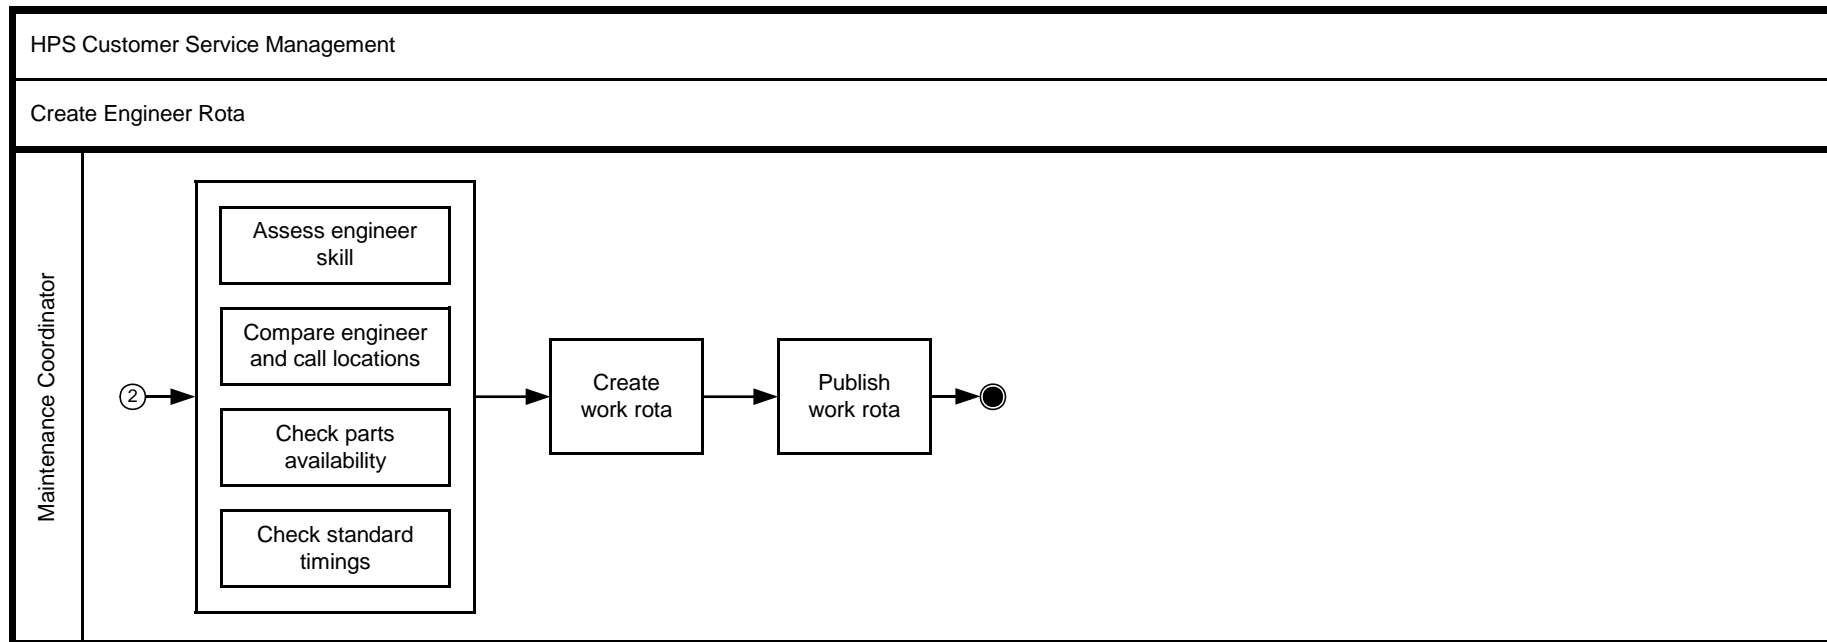 HPS Customer Service Management
Create Engineer Rota
Maintenance Coordinator
2
Assess engineer
skill
Compare engineer
and call locations
Check parts
availability
Check standard
timings
Create
work rota
Publish
work rota